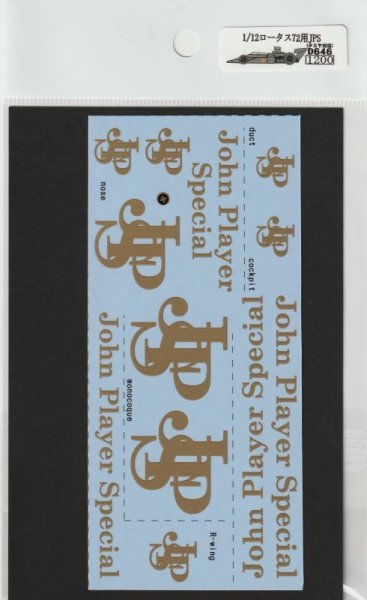 1/12ロータス72用JPS
D646
1200
JPS
JPS
nose
John Player
Special
duct
JPS
JPS
cockpit
JPS
JPS
JPS
monocoque
John Player Special
John Player Special
John Player Special
R-wing
JPS